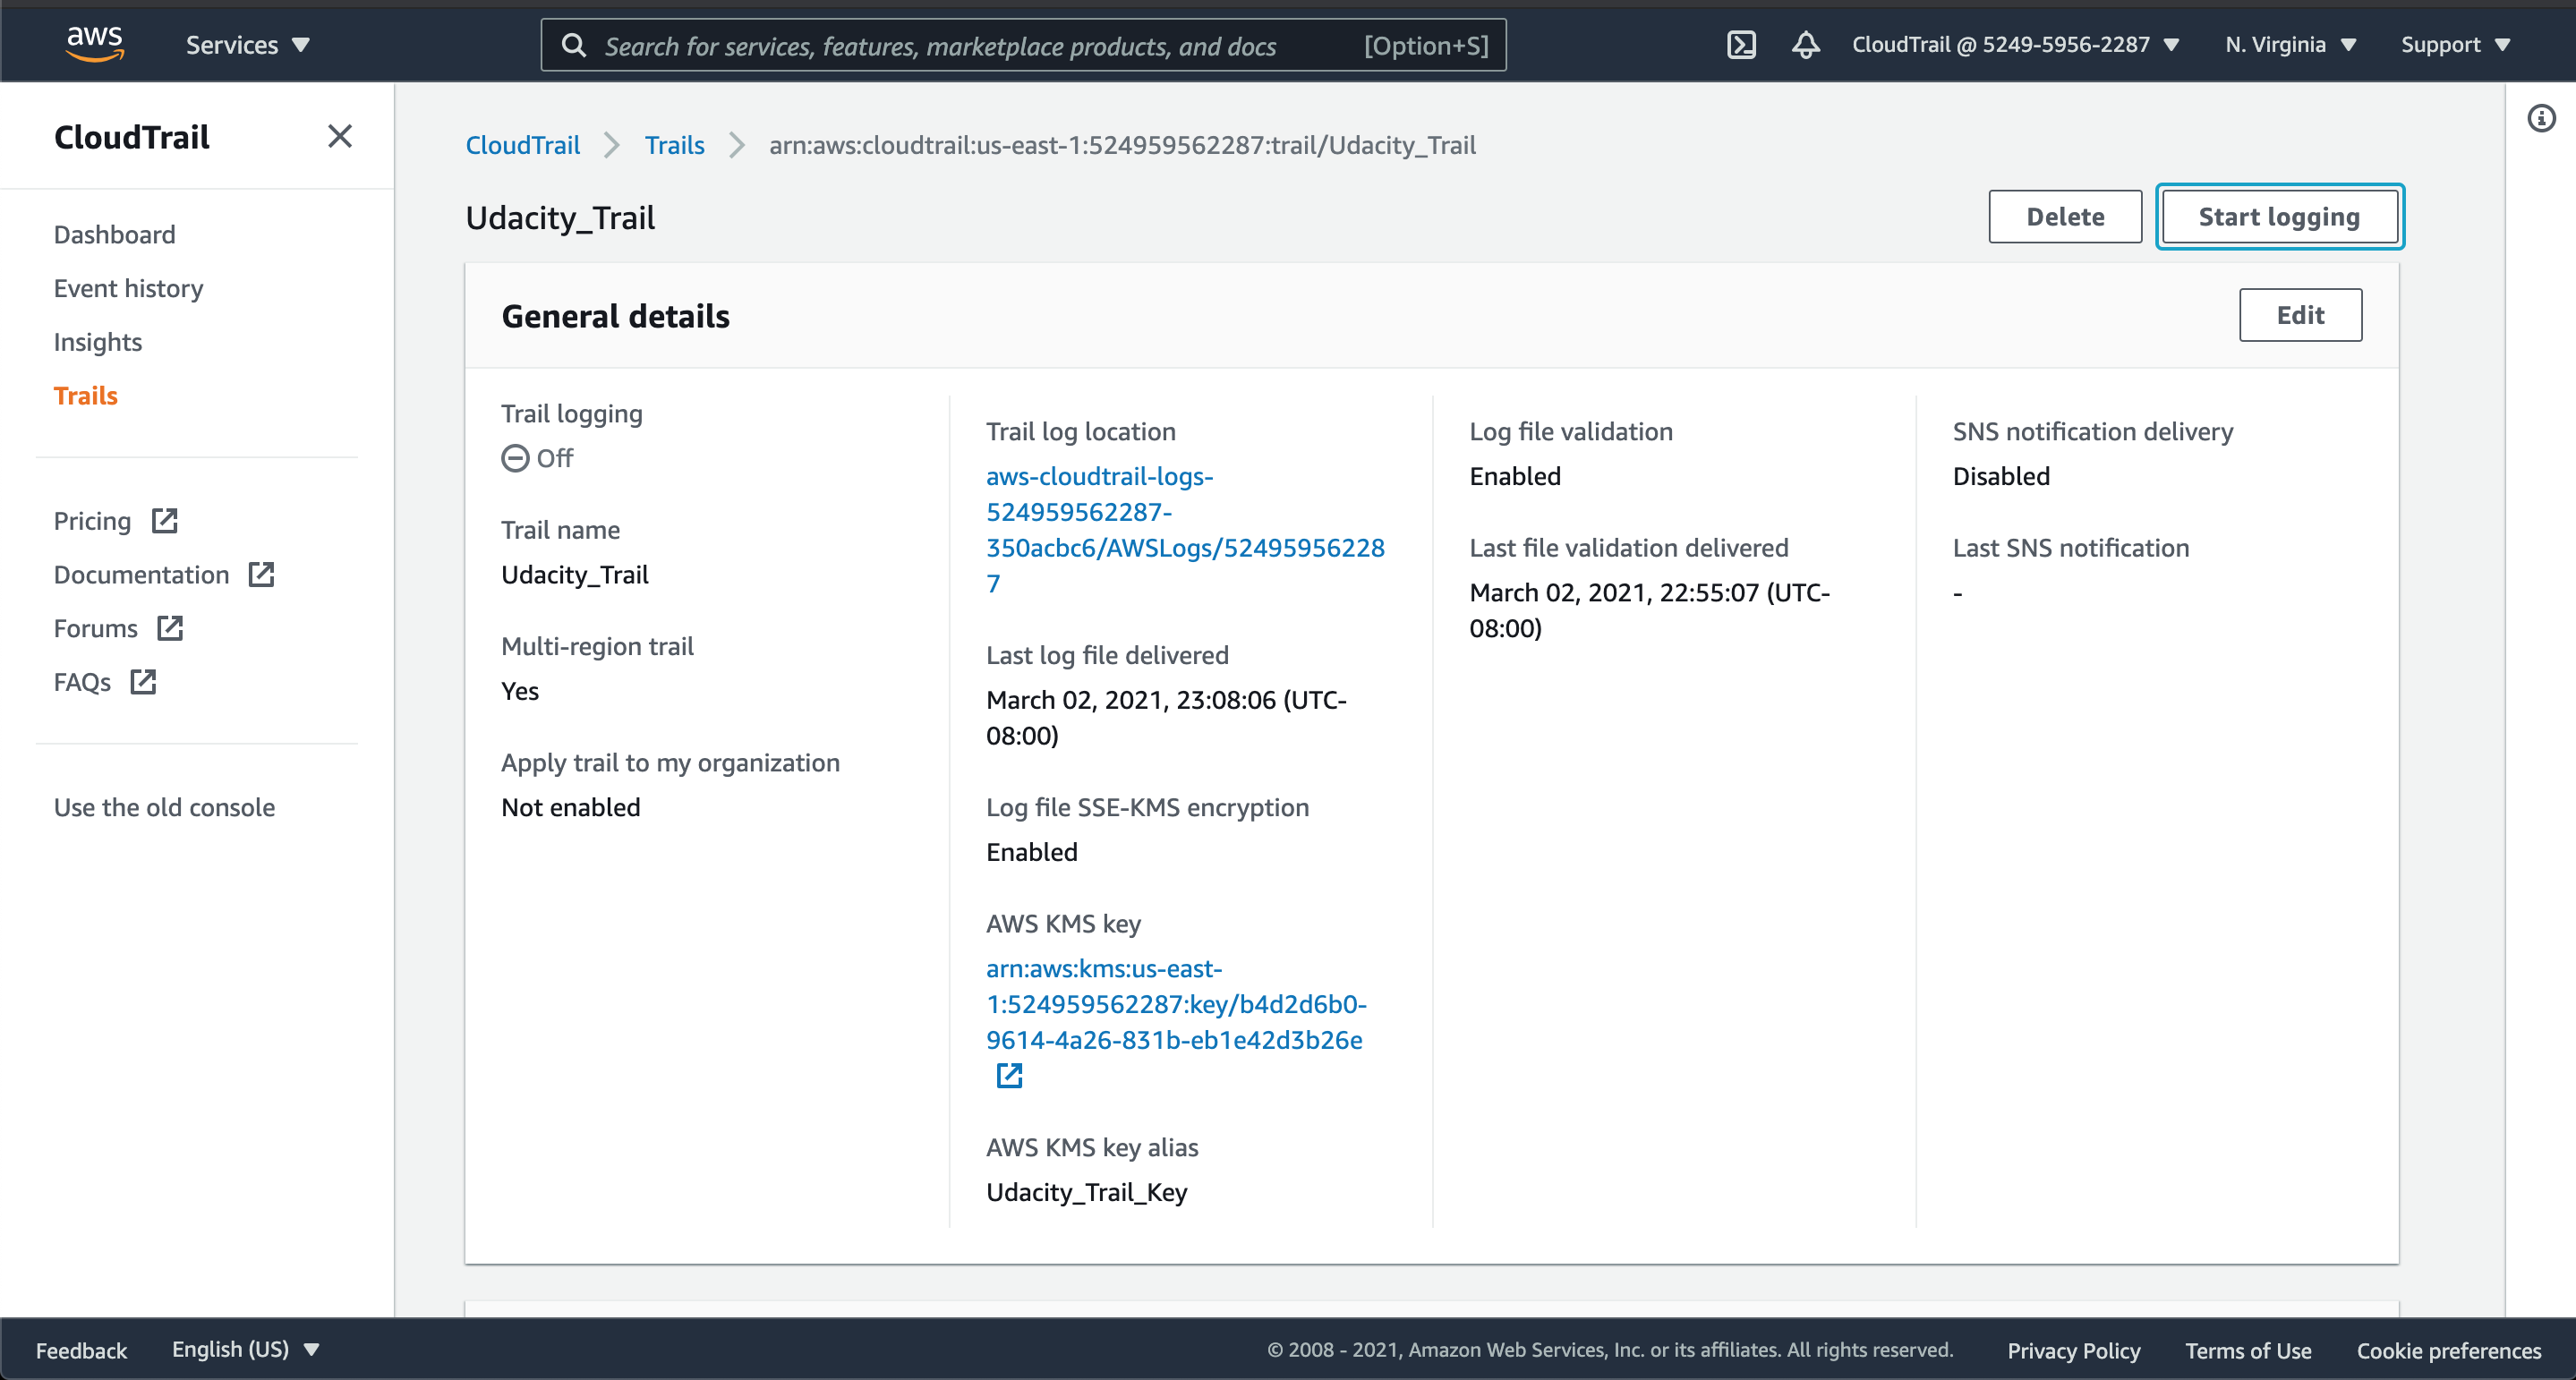 aws
Services
Search for services, features, marketplace products, and docs
[Option+S]
CloudTrail @ 5249-5956-2287
N. Virginia
Support
CloudTrail
Dashboard
Event history
Insights
Trails
Pricing
Documentation
Forums
FAQs
Use the old console
CloudTrail
Trails
arn:aws:cloudtrail:us-east-1:524959562287:trail/Udacity_Trail
Udacity_Trail
Delete
Start logging
General details
Edit
Trail logging
Off
Trail name
Udacity_Trail
Multi-region trail
Yes
Apply trail to my organization
Not enabled
Trail log location
aws-cloudtrail-logs-
524959562287-
350acbc6/AWSLogs/52495956228
7
Last log file delivered
March 02, 2021, 23:08:06 (UTC-
08:00)
Log file SSE-KMS encryption
Enabled
AWS KMS key
arn:aws:kms:us-east-
1:524959562287:key/b4d2d6b0-
9614-4a26-831b-eb1e42d3b26e
AWS KMS key alias
Udacity_Trail_Key
Log file validation
Enabled
Last file validation delivered
March 02, 2021, 22:55:07 (UTC-
08:00)
SNS notification delivery
Disabled
Last SNS notification
-
Feedback
English (US)
© 2008 - 2021, Amazon Web Services, Inc. or its affiliates. All rights reserved.
Privacy Policy
Terms of Use
Cookie preferences